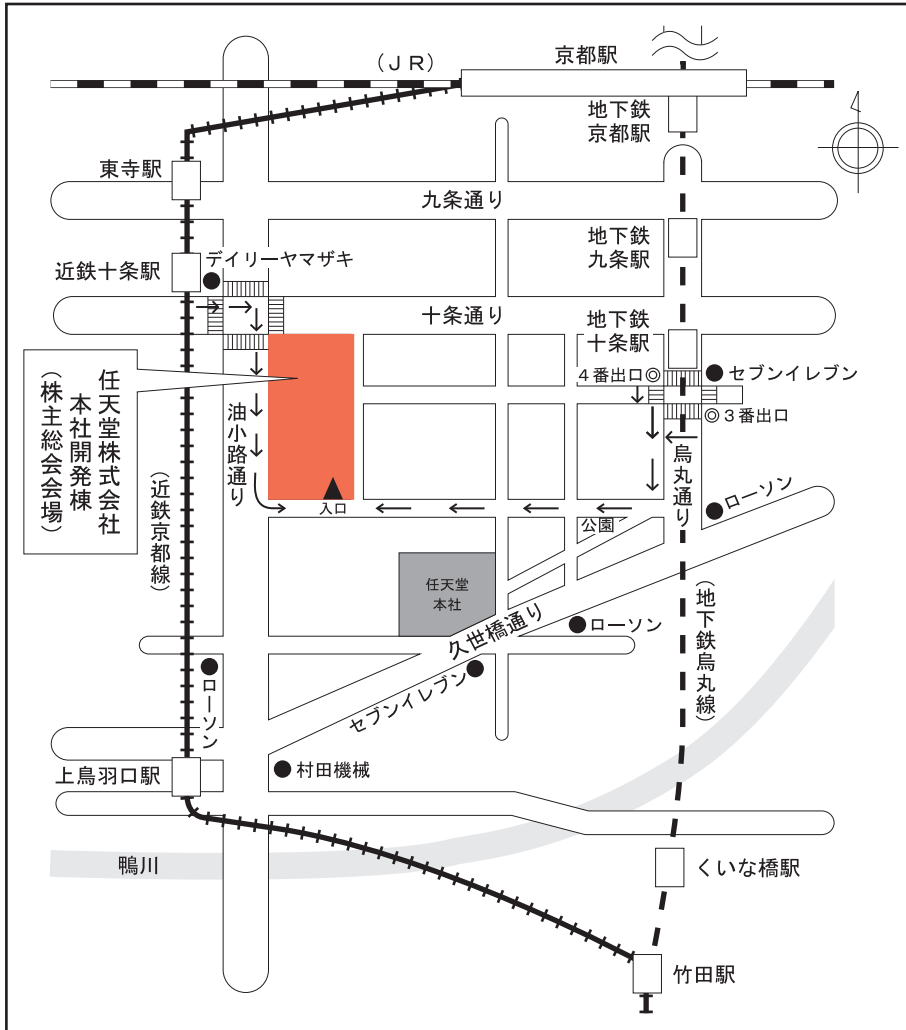 京都駅
（ＪＲ）
地下鉄
京都駅
東寺駅
九条通り
地下鉄
九条駅
デイリーヤマザキ
近鉄十条駅
十条通り
地下鉄
十条駅
４番出口◎
セブンイレブン
◎３番出口
任天堂株式会社
本社開発棟
（株主総会会場）
油小路通り
烏丸通り
入口
ローソン
公園
（近鉄京都線）
任天堂
本社
久世橋通り
ローソン
（地下鉄烏丸線）
ローソン
セブンイレブン
村田機械
上鳥羽口駅
鴨川
くいな橋駅
竹田駅